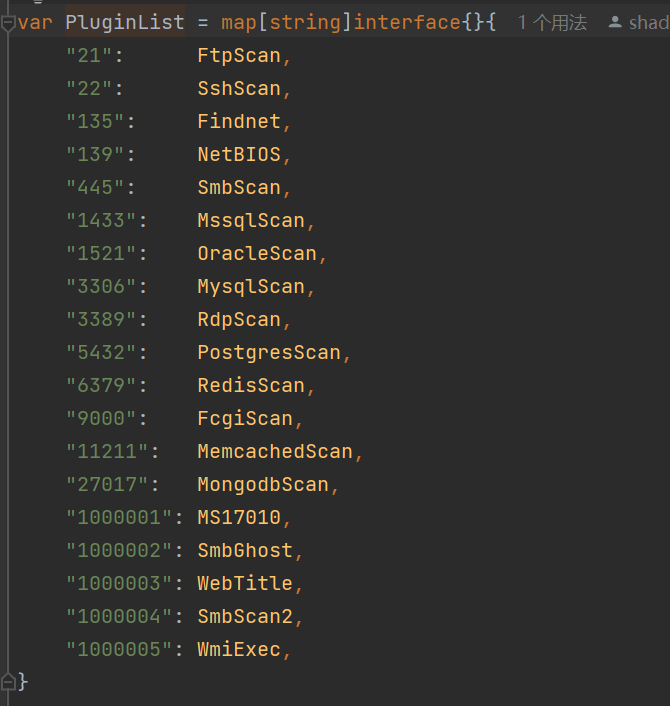 var PluginList = map[string]interface{}{ 1 个用法 shad
"21": FtpScan,
"22": SshScan,
"135": Findnet,
"139": NetBIOS,
"445": SmbScan,
"1433": MssqlScan,
"1521": OracleScan,
"3306": MysqlScan,
"3389": RdpScan,
"5432": PostgresScan,
"6379": RedisScan,
"9000": FcgiScan,
"11211": MemcachedScan,
"27017": MongodbScan,
"1000001": MS17010,
"1000002": SmbGhost,
"1000003": WebTitle,
"1000004": SmbScan2,
"1000005": WmiExec,
}